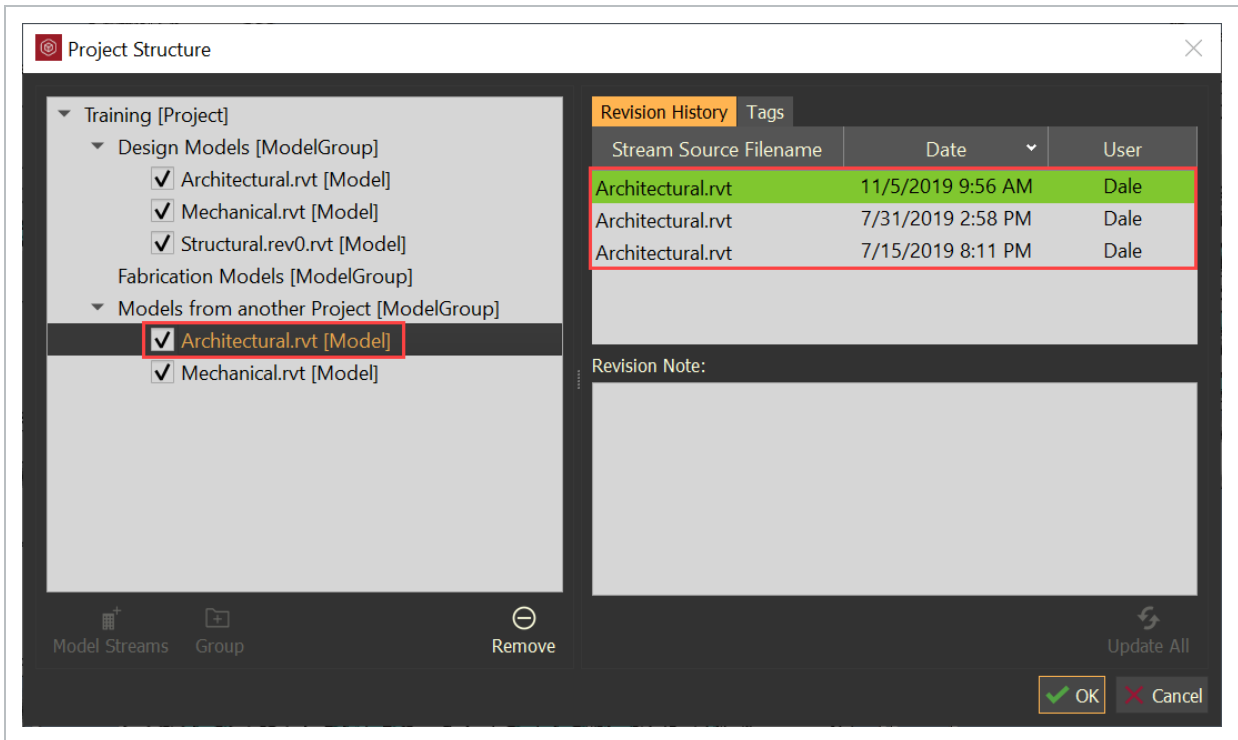 Project Structure
Training [Project]
Design Models [ModelGroup]
Architectural.rvt [Model]
Mechanical.rvt [Model]
Structural.rev0.rvt [Model]
Fabrication Models [ModelGroup]
Models from another Project [ModelGroup]
Architectural.rvt [Model]
Mechanical.rvt [Model]
Model Streams Group Remove
Revision History Tags
Stream Source Filename Date User
Architectural.rvt 11/5/2019 9:56 AM Dale
Architectural.rvt 7/31/2019 2:58 PM Dale
Architectural.rvt 7/15/2019 8:11 PM Dale
Revision Note:
Update All
OK Cancel